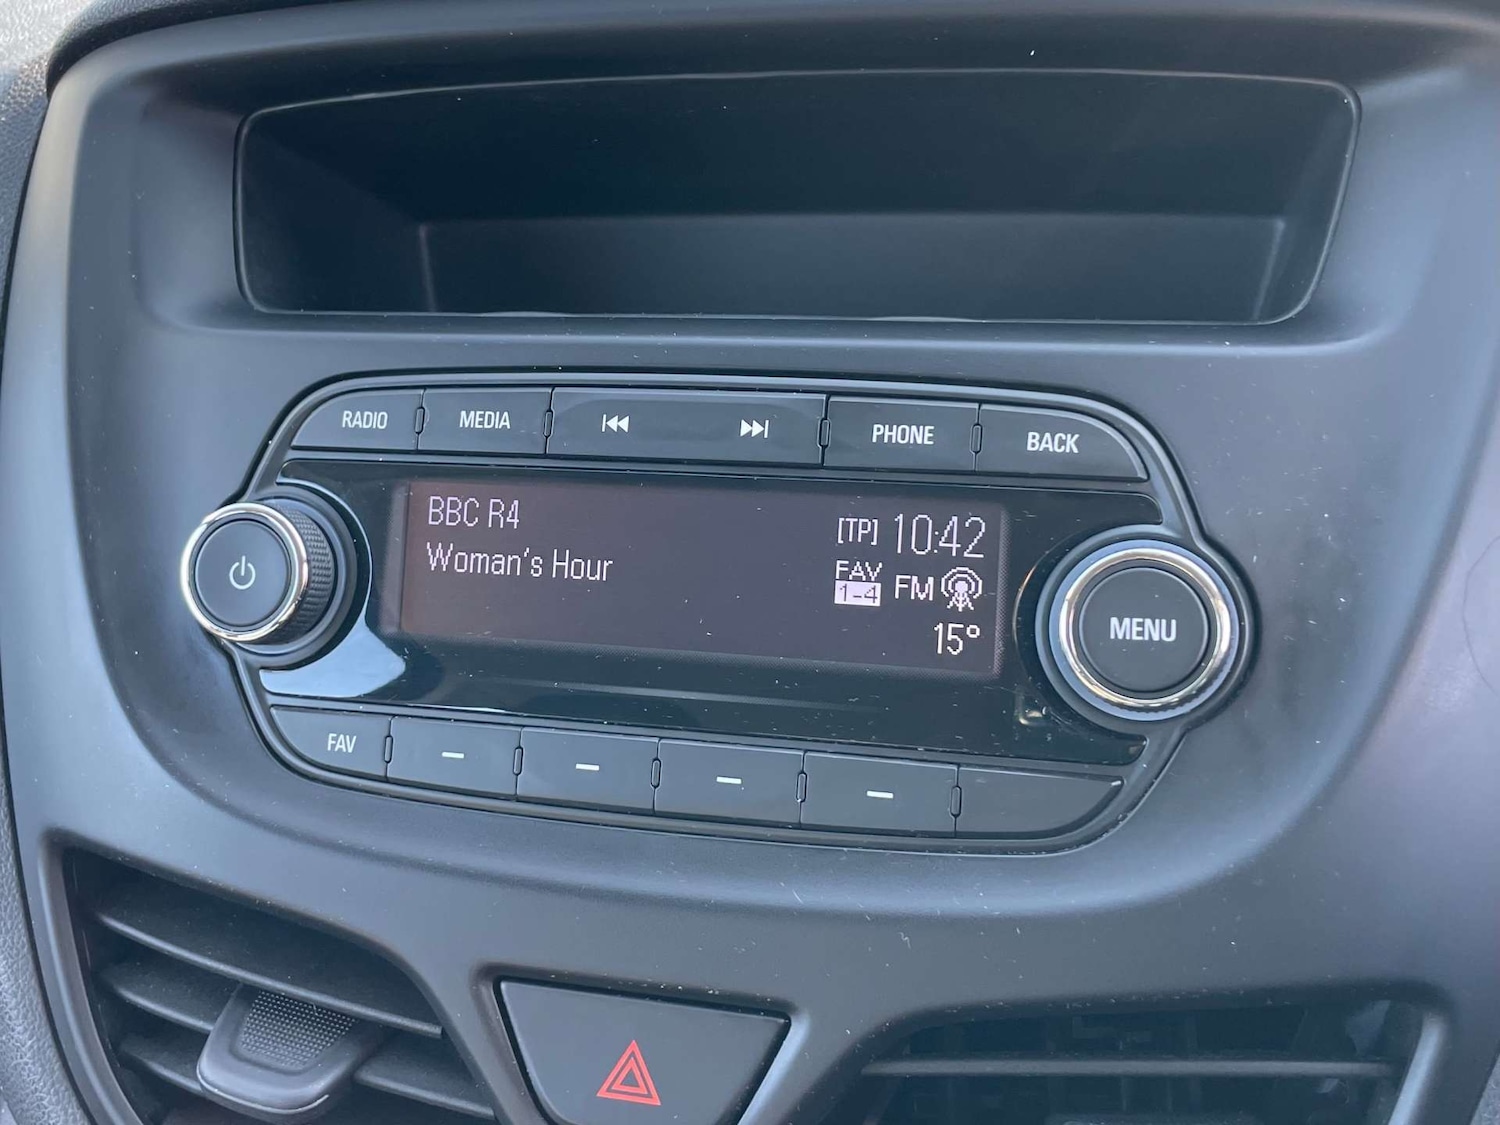 RADIO
MEDIA
PHONE
BACK
BBC R4
[TP] 10:42
Woman's Hour
FAV
1-4
FM
15°
MENU
FAV